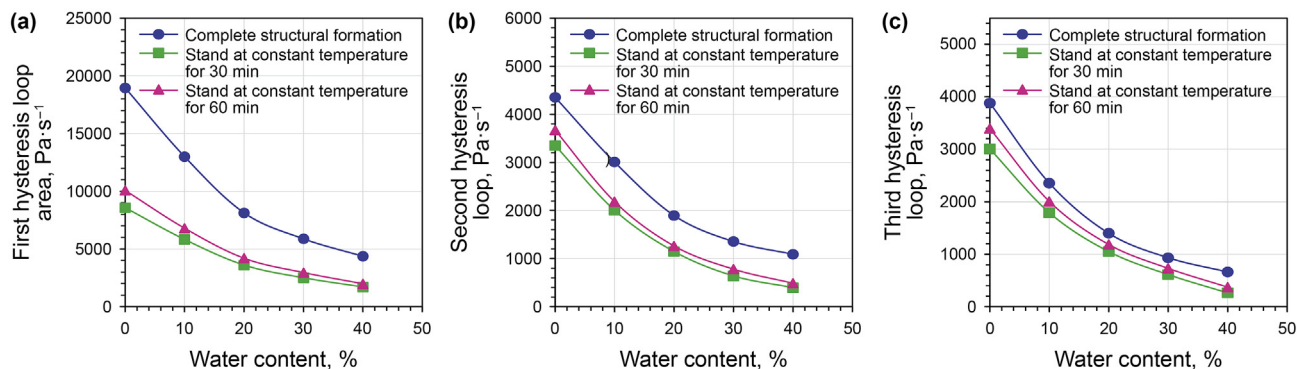 (a)
First hysteresis loop
area, Pa·s⁻¹
25000
20000
15000
10000
5000
0
Complete structural formation
Stand at constant temperature
for 30 min
Stand at constant temperature
for 60 min
0 10 20 30 40 50
Water content, %
(b)
Second hysteresis
loop, Pa·s⁻¹
6000
5000
4000
3000
2000
1000
0
Complete structural formation
Stand at constant temperature
for 30 min
Stand at constant temperature
for 60 min
)
0 10 20 30 40 50
Water content, %
(c)
Third hysteresis
loop, Pa·s⁻¹
5000
4000
3000
2000
1000
0
Complete structural formation
Stand at constant temperature
for 30 min
Stand at constant temperature
for 60 min
0 10 20 30 40 50
Water content, %